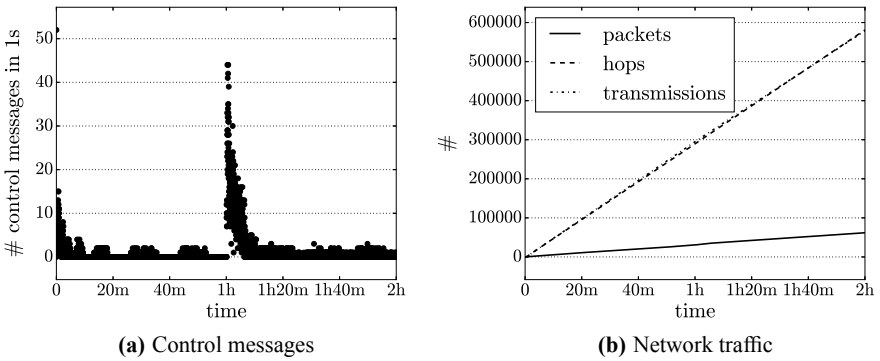 # control messages in 1s
50
40
30
20
10
0
0 20m 40m 1h 1h20m 1h40m 2h
time
(a) Control messages
#
600000
500000
400000
300000
200000
100000
0
packets
hops
transmissions
0 20m 40m 1h 1h20m 1h40m 2h
time
(b) Network traffic